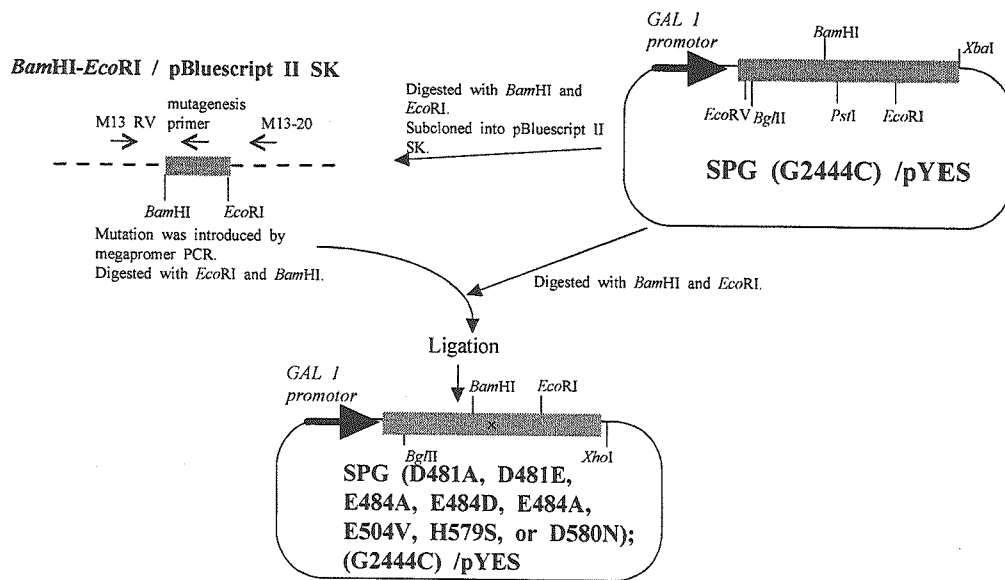 BamHI-EcoRI / pBluescript II SK
mutagenesis
primer
M13 RV
M13-20
BamHI
EcoRI
Mutation was introduced by
megapromer PCR.
Digested with EcoRI and BamHI.
Digested with BamHI and
EcoRI.
Subcloned into pBluescript II
SK.
GAL 1
promotor
BamHI
XbaI
EcoRV
BglII
PstI
EcoRI
SPG (G2444C) /pYES
Digested with BamHI and EcoRI.
Ligation
GAL 1
promotor
BamHI
EcoRI
×
BglII
XhoI
SPG (D481A, D481E,
E484A, E484D, E484A,
E504V, H579S, or D580N);
(G2444C) /pYES